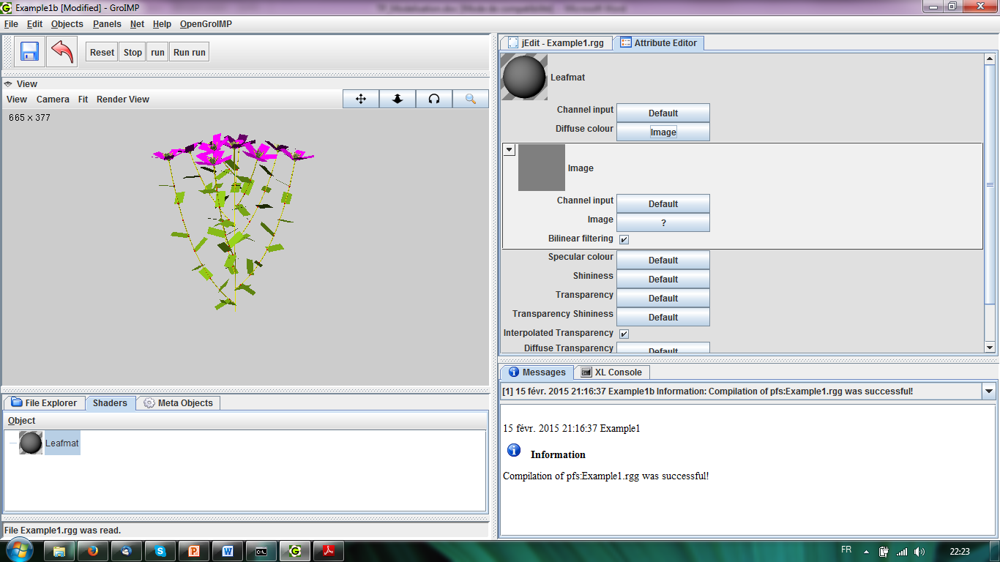 Example1b [Modified] - GroIMP
File Edit Objects Panels Net Help OpenGroIMP
Reset Stop run Run run
View
View Camera Fit Render View
665 x 377
File Explorer Shaders Meta Objects
Object
Leafmat
File Example1.rgg was read.
jEdit - Example1.rgg Attribute Editor
Leafmat
Channel input Default
Diffuse colour Image
Image
Channel input Default
Image ?
Bilinear filtering
Specular colour Default
Shininess Default
Transparency Default
Transparency Shininess Default
Interpolated Transparency
Diffuse Transparency Default
Messages XL Console
[1] 15 févr. 2015 21:16:37 Example1b Information: Compilation of pfs:Example1.rgg was successful!
15 févr. 2015 21:16:37 Example1
Information
Compilation of pfs:Example1.rgg was successful!
FR 22:23